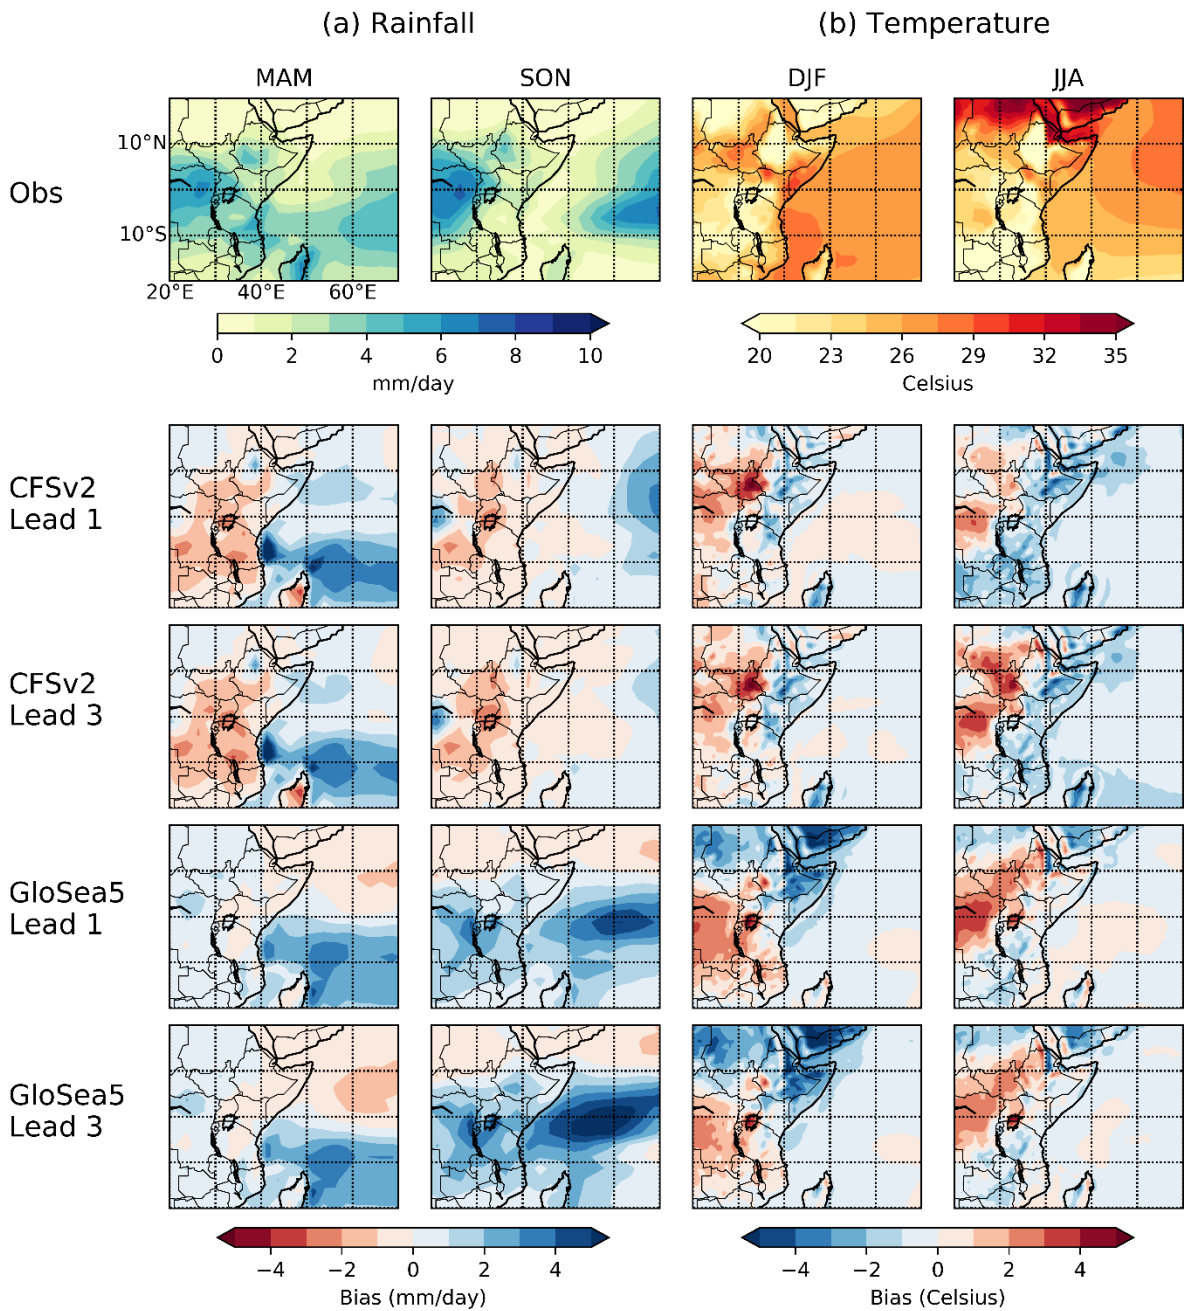 (a) Rainfall (b) Temperature
MAM SON DJF JJA
Obs
10°N
10°S
20°E 40°E 60°E
0 2 4 6 8 10
mm/day
20 23 26 29 32 35
Celsius
CFSv2
Lead 1
CFSv2
Lead 3
GloSea5
Lead 1
GloSea5
Lead 3
−4 −2 0 2 4
Bias (mm/day)
−4 −2 0 2 4
Bias (Celsius)